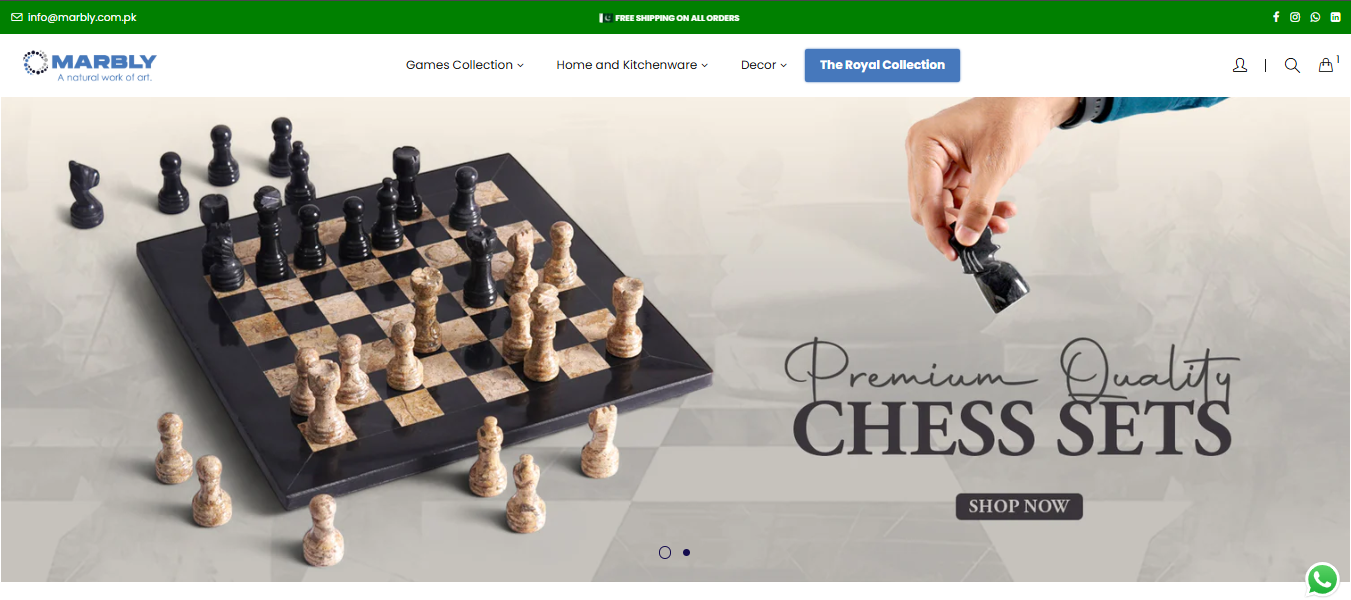 info@marbly.com.pk
FREE SHIPPING ON ALL ORDERS
MARBLY
A natural work of art.
Games Collection
Home and Kitchenware
Decor
The Royal Collection
1
Premium Quality
CHESS SETS
SHOP NOW